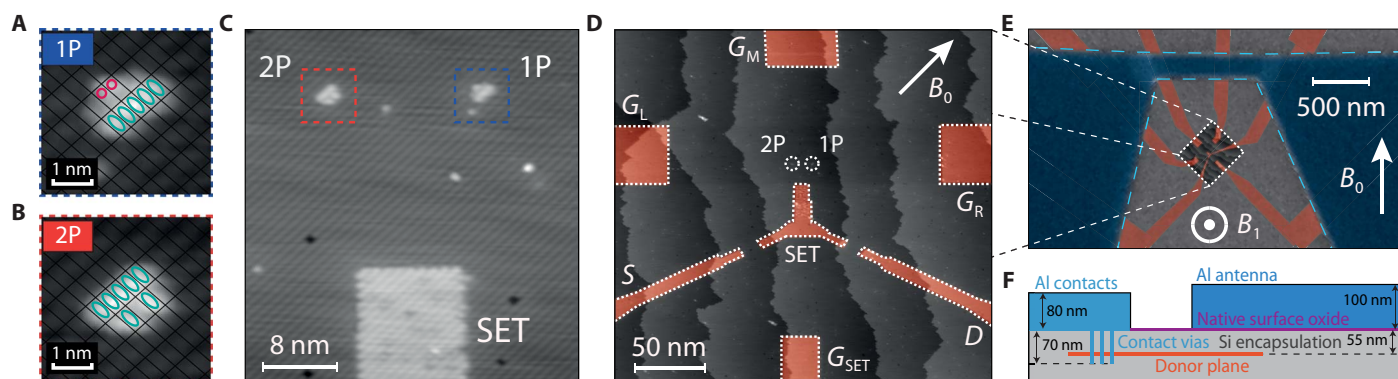 A
1P
1 nm
B
2P
1 nm
C
2P
1P
SET
8 nm
D
G_M
B_0
G_L
2P 1P
G_R
SET
S
D
50 nm
G_SET
E
500 nm
B_0
B_1
F
Al contacts
Al antenna
80 nm
100 nm
Native surface oxide
70 nm
Contact vias
Si encapsulation
55 nm
Donor plane